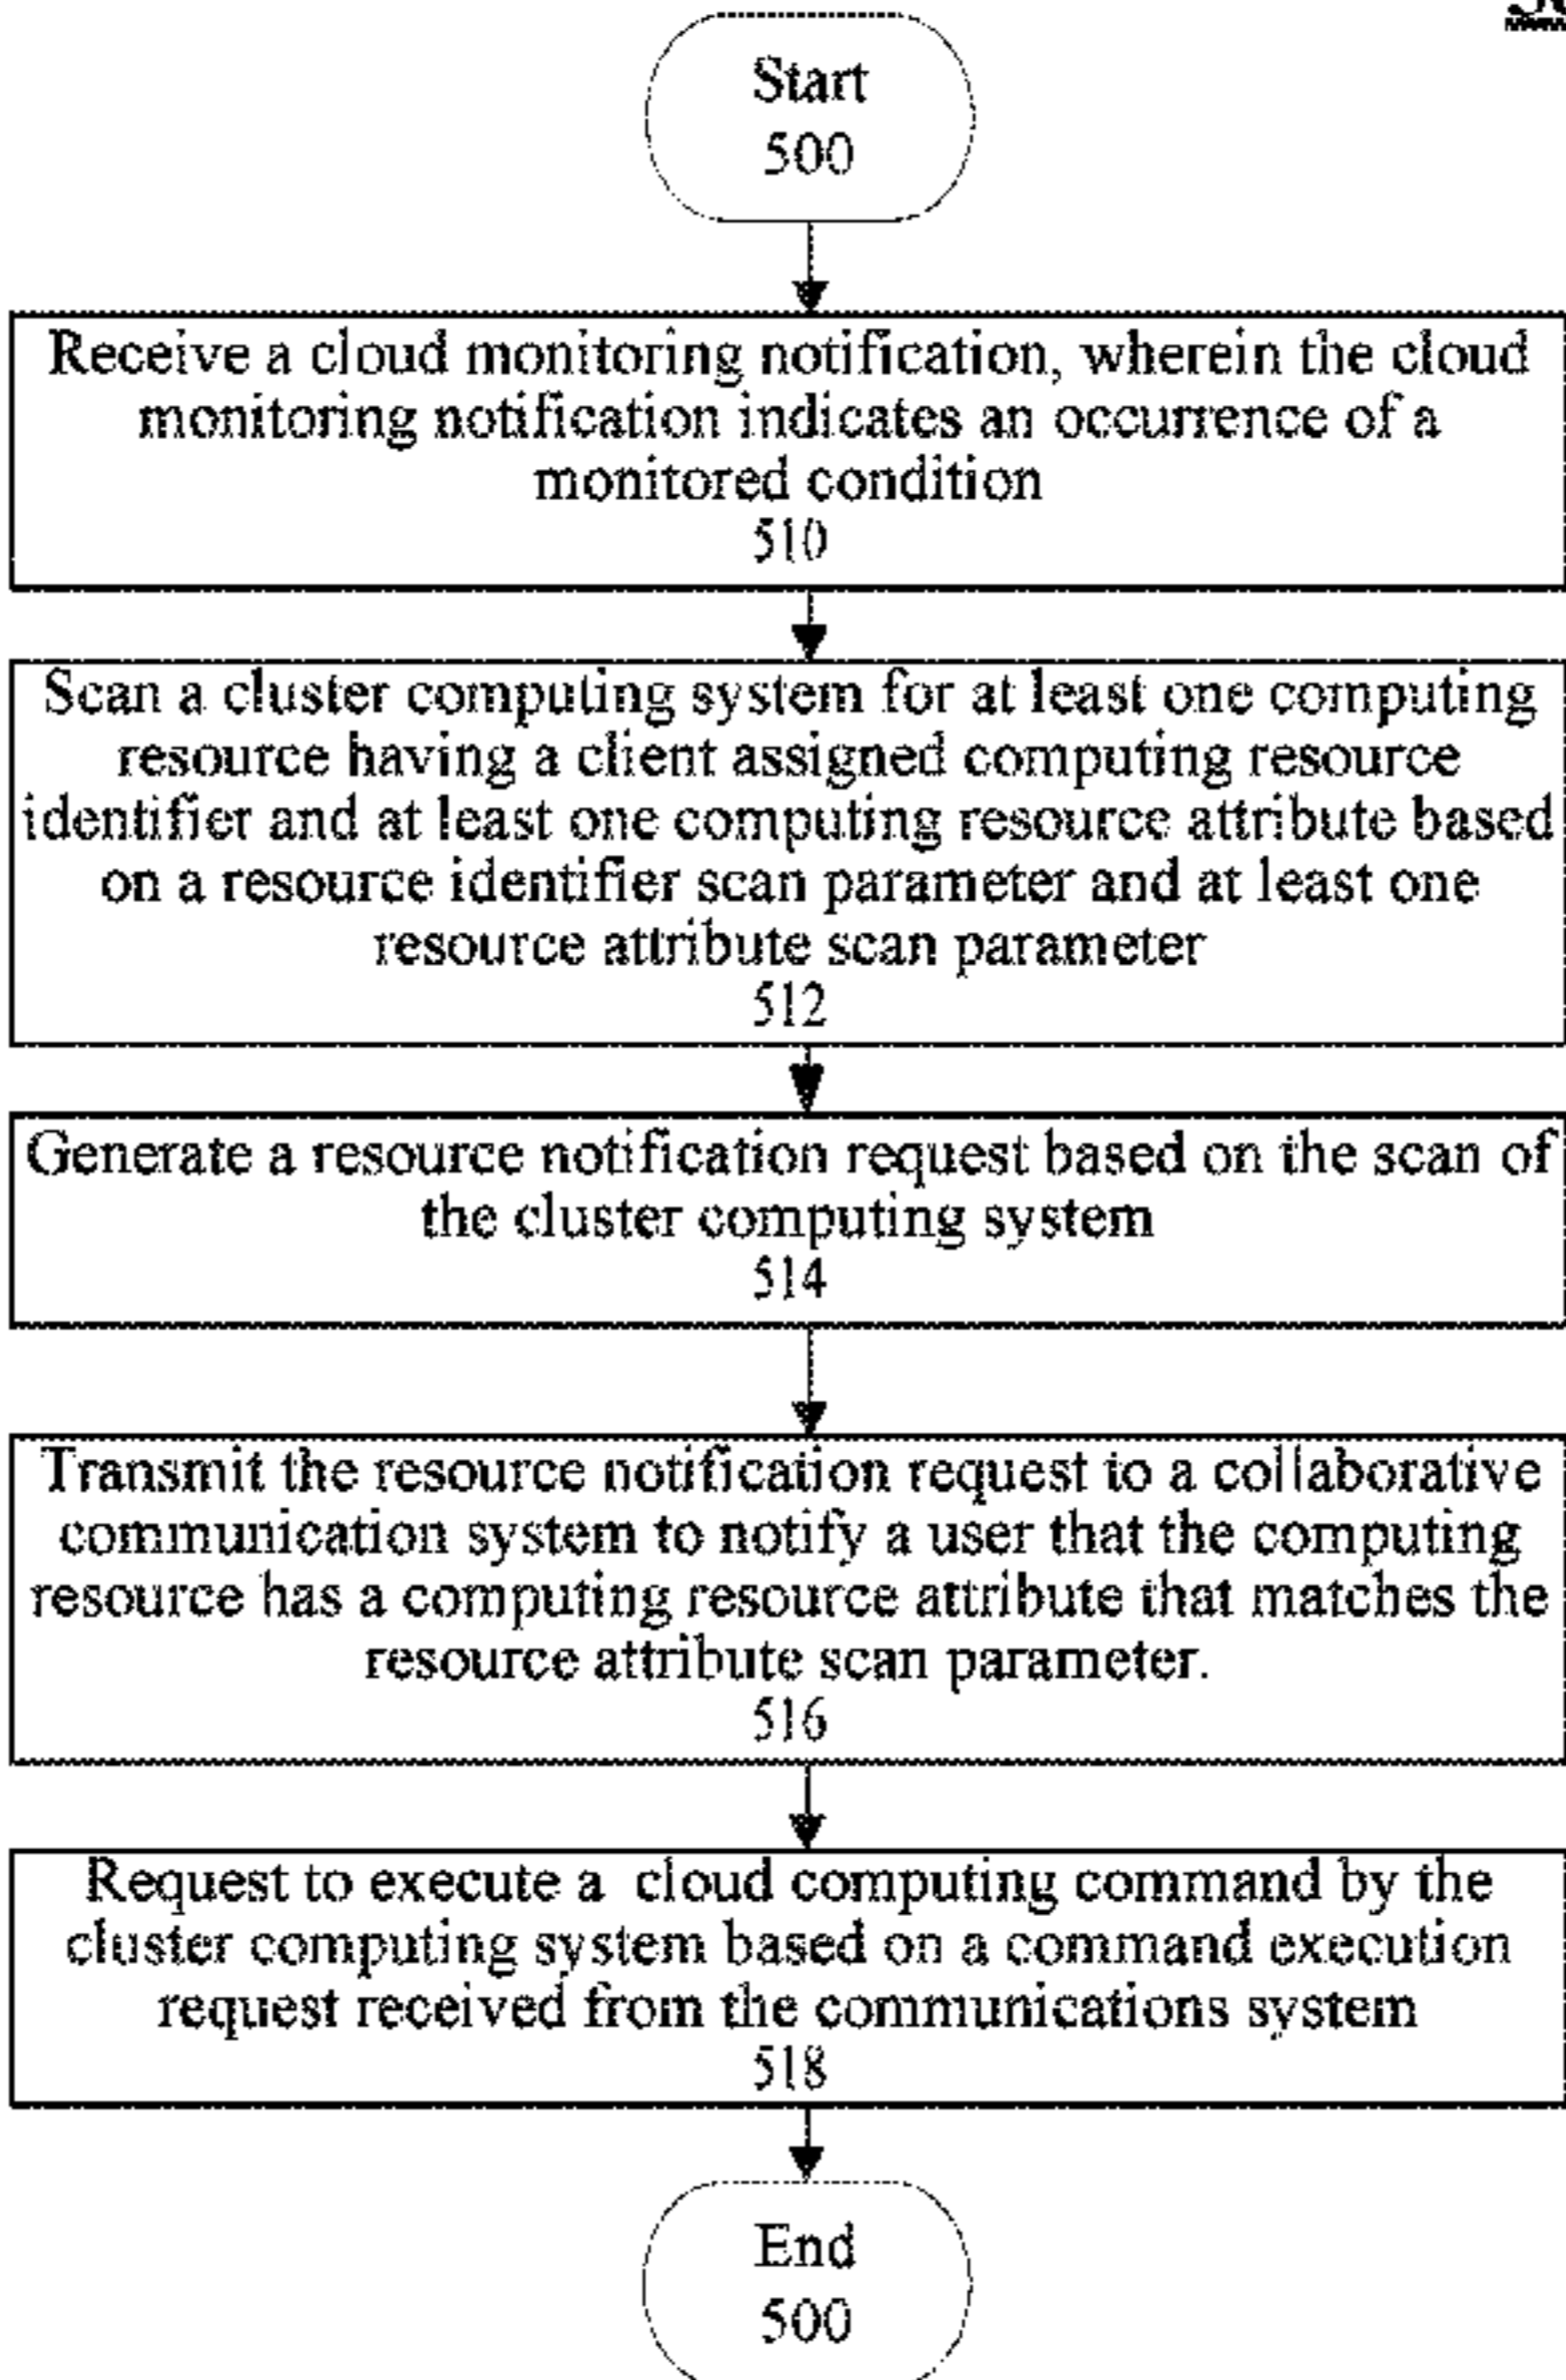 Start
500
Receive a cloud monitoring notification, wherein the cloud
monitoring notification indicates an occurrence of a
monitored condition
510
Scan a cluster computing system for at least one computing
resource having a client assigned computing resource
identifier and at least one computing resource attribute based
on a resource identifier scan parameter and at least one
resource attribute scan parameter
512
Generate a resource notification request based on the scan of
the cluster computing system
514
Transmit the resource notification request to a collaborative
communication system to notify a user that the computing
resource has a computing resource attribute that matches the
resource attribute scan parameter.
516
Request to execute a cloud computing command by the
cluster computing system based on a command execution
request received from the communications system
518
End
500